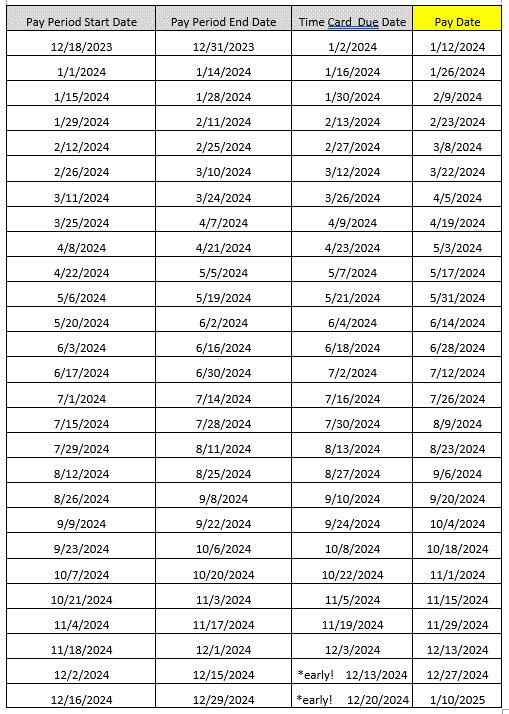 Pay Period Start Date Pay Period End Date Time Card Due Date Pay Date
12/18/2023 12/31/2023 1/2/2024 1/12/2024
1/1/2024 1/14/2024 1/16/2024 1/26/2024
1/15/2024 1/28/2024 1/30/2024 2/9/2024
1/29/2024 2/11/2024 2/13/2024 2/23/2024
2/12/2024 2/25/2024 2/27/2024 3/8/2024
2/26/2024 3/10/2024 3/12/2024 3/22/2024
3/11/2024 3/24/2024 3/26/2024 4/5/2024
3/25/2024 4/7/2024 4/9/2024 4/19/2024
4/8/2024 4/21/2024 4/23/2024 5/3/2024
4/22/2024 5/5/2024 5/7/2024 5/17/2024
5/6/2024 5/19/2024 5/21/2024 5/31/2024
5/20/2024 6/2/2024 6/4/2024 6/14/2024
6/3/2024 6/16/2024 6/18/2024 6/28/2024
6/17/2024 6/30/2024 7/2/2024 7/12/2024
7/1/2024 7/14/2024 7/16/2024 7/26/2024
7/15/2024 7/28/2024 7/30/2024 8/9/2024
7/29/2024 8/11/2024 8/13/2024 8/23/2024
8/12/2024 8/25/2024 8/27/2024 9/6/2024
8/26/2024 9/8/2024 9/10/2024 9/20/2024
9/9/2024 9/22/2024 9/24/2024 10/4/2024
9/23/2024 10/6/2024 10/8/2024 10/18/2024
10/7/2024 10/20/2024 10/22/2024 11/1/2024
10/21/2024 11/3/2024 11/5/2024 11/15/2024
11/4/2024 11/17/2024 11/19/2024 11/29/2024
11/18/2024 12/1/2024 12/3/2024 12/13/2024
12/2/2024 12/15/2024 *early! 12/13/2024 12/27/2024
12/16/2024 12/29/2024 *early! 12/20/2024 1/10/2025